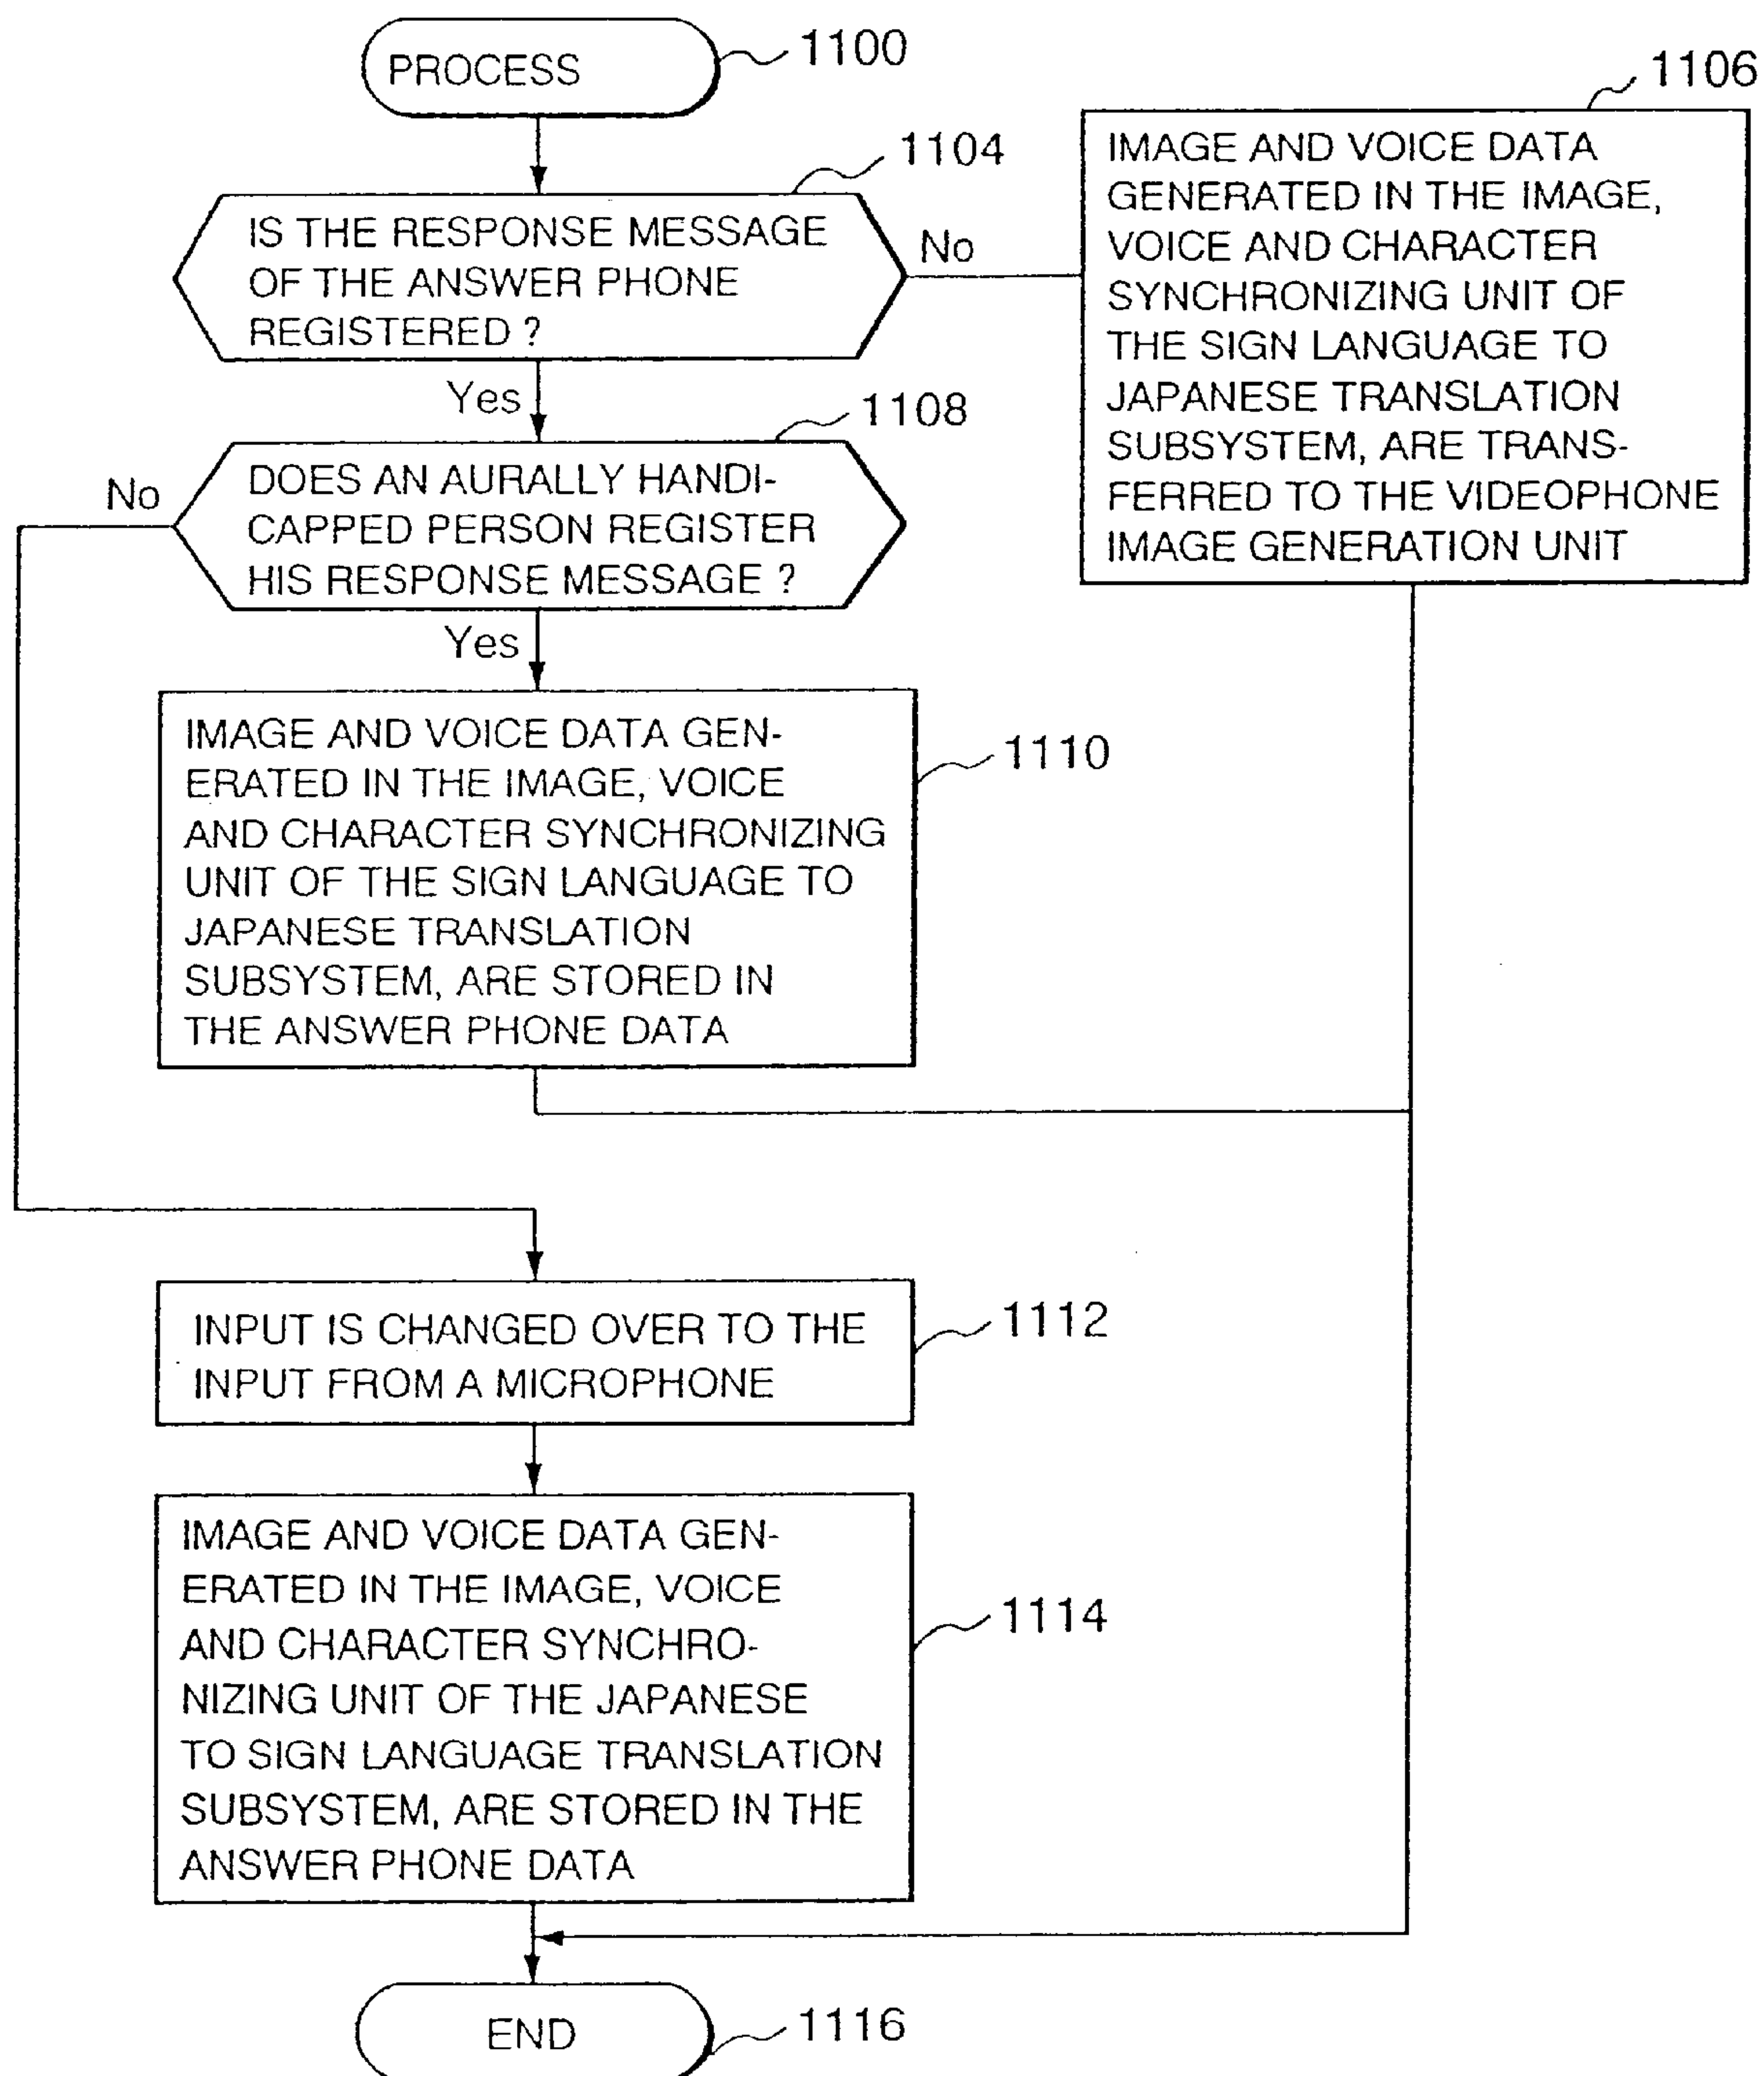 PROCESS
1100
1104
IS THE RESPONSE MESSAGE
OF THE ANSWER PHONE
REGISTERED ?
No
1106
IMAGE AND VOICE DATA
GENERATED IN THE IMAGE,
VOICE AND CHARACTER
SYNCHRONIZING UNIT OF
THE SIGN LANGUAGE TO
JAPANESE TRANSLATION
SUBSYSTEM, ARE TRANS-
FERRED TO THE VIDEOPHONE
IMAGE GENERATION UNIT
Yes
1108
No
DOES AN AURALLY HANDI-
CAPPED PERSON REGISTER
HIS RESPONSE MESSAGE ?
Yes
IMAGE AND VOICE DATA GEN-
ERATED IN THE IMAGE, VOICE
AND CHARACTER SYNCHRONIZING
UNIT OF THE SIGN LANGUAGE TO
JAPANESE TRANSLATION
SUBSYSTEM, ARE STORED IN
THE ANSWER PHONE DATA
1110
INPUT IS CHANGED OVER TO THE
INPUT FROM A MICROPHONE
1112
IMAGE AND VOICE DATA GEN-
ERATED IN THE IMAGE, VOICE
AND CHARACTER SYNCHRO-
NIZING UNIT OF THE JAPANESE
TO SIGN LANGUAGE TRANSLATION
SUBSYSTEM, ARE STORED IN THE
ANSWER PHONE DATA
1114
END
1116